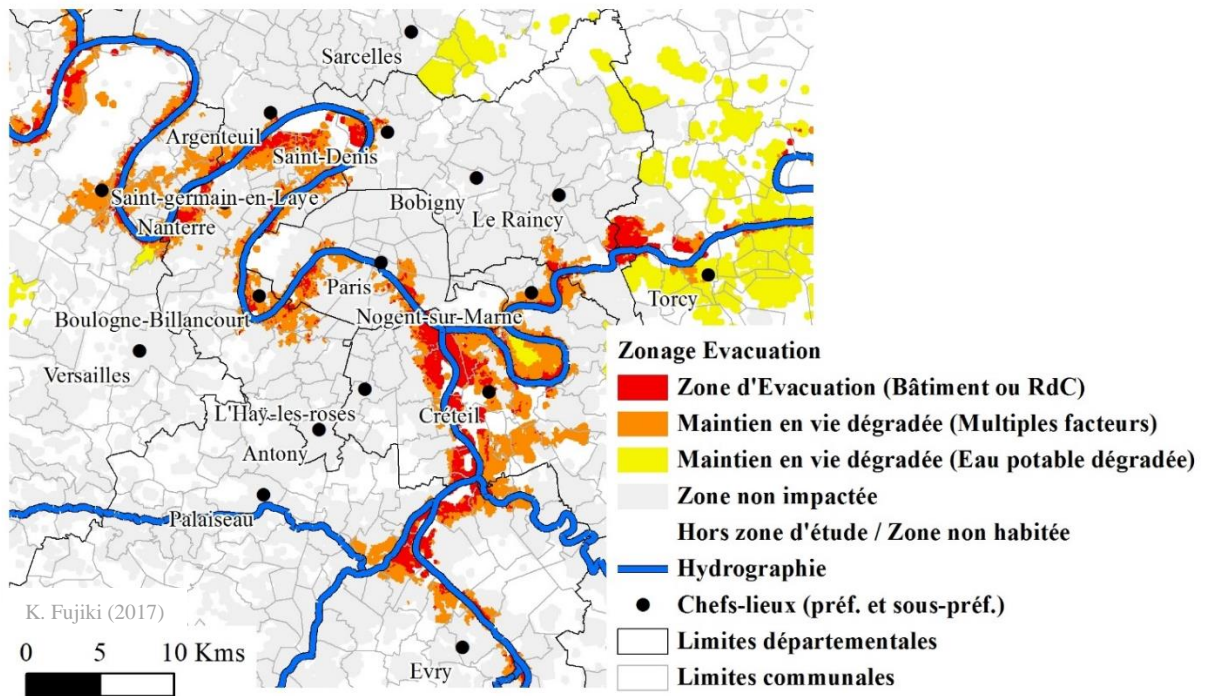 Sarcelles
Argenteuil
Saint-Denis
Saint-germain-en-Laye
Bobigny
Le Raincy
Nanterre
Paris
Torcy
Boulogne-Billancourt
Nogent-sur-Marne
Versailles
L'Haÿ-les-roses
Créteil
Antony
Palaiseau
Evry
K. Fujiki (2017)
0 5 10 Kms
Zonage Evacuation
Zone d'Evacuation (Bâtiment ou RdC)
Maintien en vie dégradée (Multiples facteurs)
Maintien en vie dégradée (Eau potable dégradée)
Zone non impactée
Hors zone d'étude / Zone non habitée
Hydrographie
Chefs-lieux (préf. et sous-préf.)
Limites départementales
Limites communales